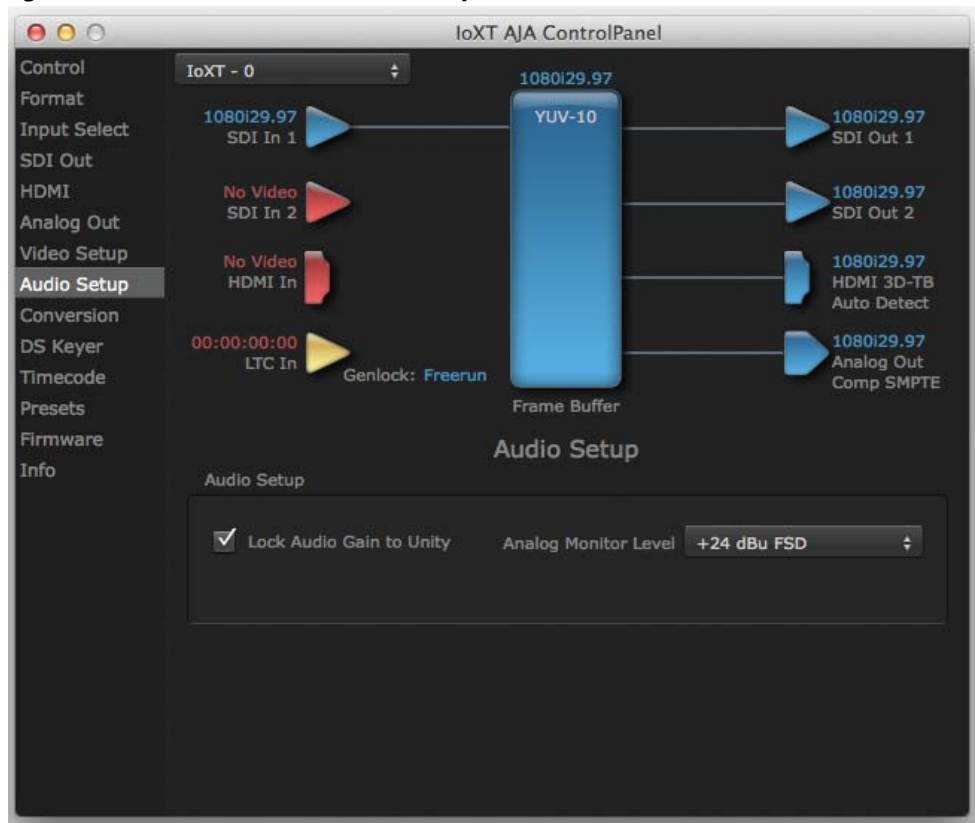 IoXT AJA ControlPanel
Control
Format
Input Select
SDI Out
HDMI
Analog Out
Video Setup
Audio Setup
Conversion
DS Keyer
Timecode
Presets
Firmware
Info
IoXT - 0
1080i29.97
YUV-10
1080i29.97
SDI In 1
No Video
SDI In 2
No Video
HDMI In
00:00:00:00
LTC In
Genlock: Freerun
Frame Buffer
1080i29.97
SDI Out 1
1080i29.97
SDI Out 2
1080i29.97
HDMI 3D-TB
Auto Detect
1080i29.97
Analog Out
Comp SMPTE
Audio Setup
Audio Setup
Lock Audio Gain to Unity
Analog Monitor Level
+24 dBu FSD